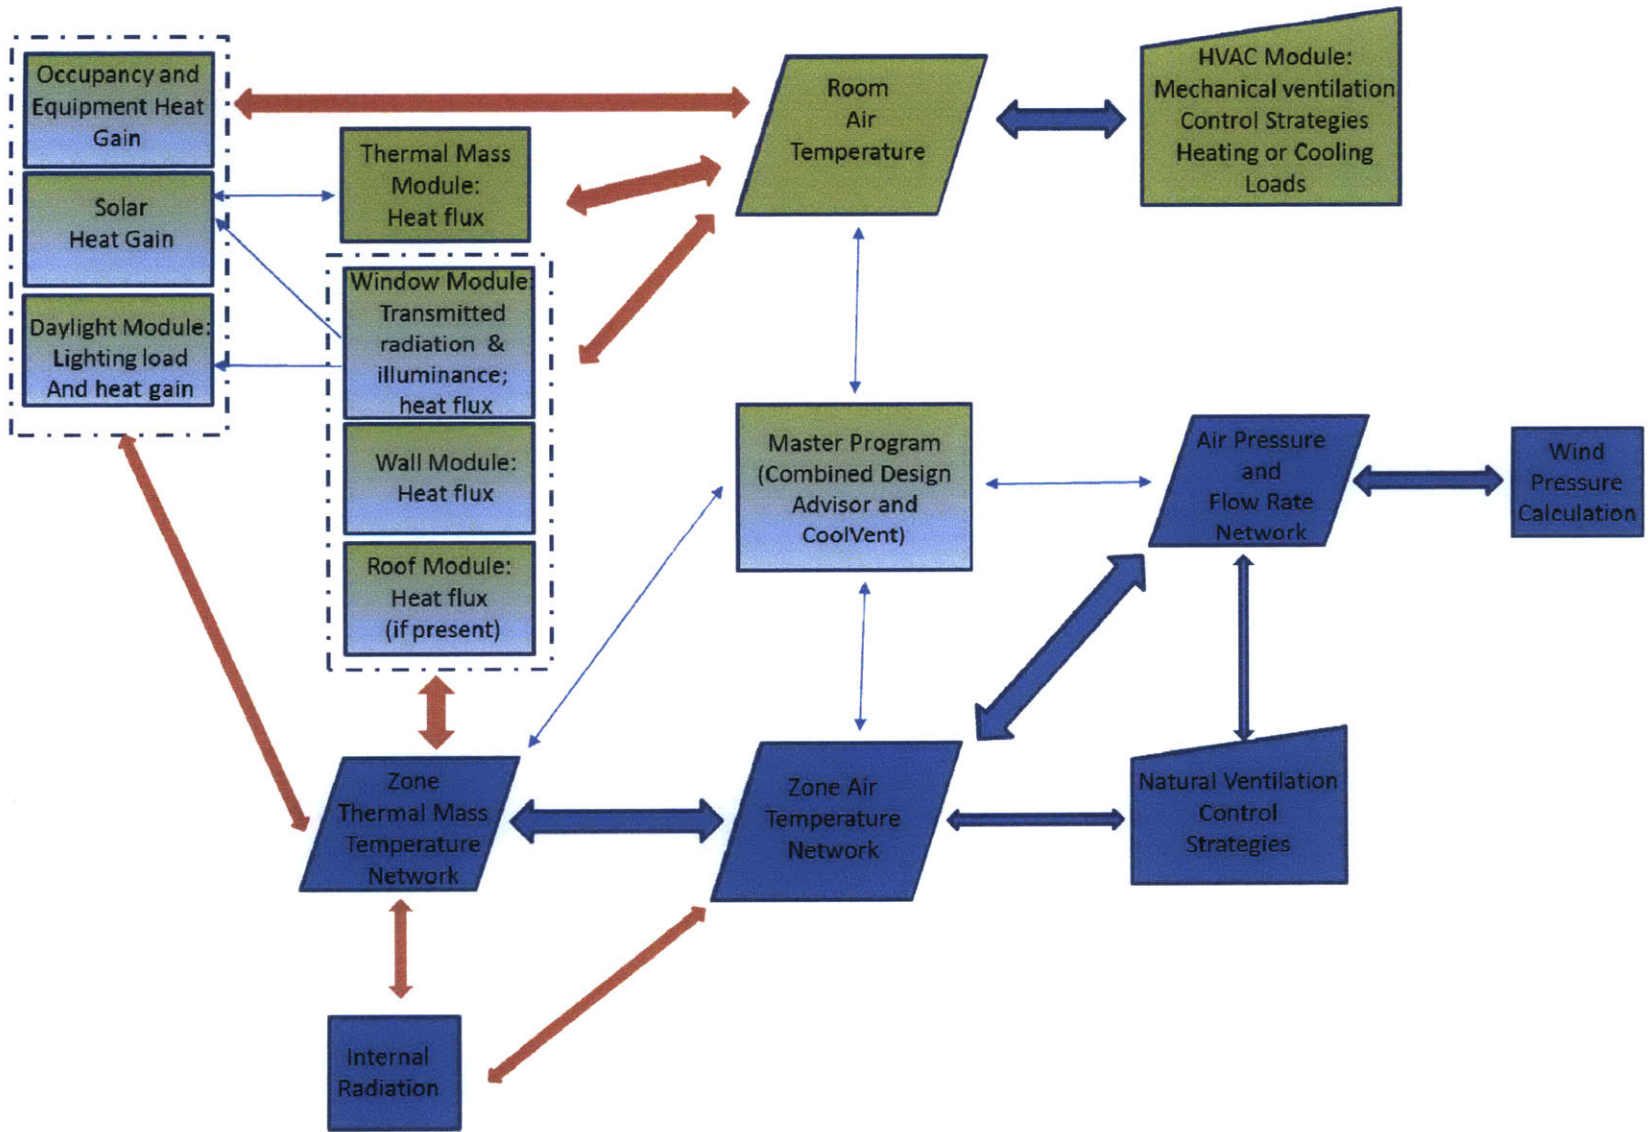 Occupancy and
Equipment Heat
Gain
Solar
Heat Gain
Daylight Module:
Lighting load
And heat gain
Thermal Mass
Module:
Heat flux
Window Module:
Transmitted
radiation &
illuminance;
heat flux
Wall Module:
Heat flux
Roof Module:
Heat flux
(if present)
Room
Air
Temperature
HVAC Module:
Mechanical ventilation
Control Strategies
Heating or Cooling
Loads
Master Program
(Combined Design
Advisor and
CoolVent)
Air Pressure
and
Flow Rate
Network
Wind
Pressure
Calculation
Zone
Thermal Mass
Temperature
Network
Zone Air
Temperature
Network
Natural Ventilation
Control
Strategies
Internal
Radiation